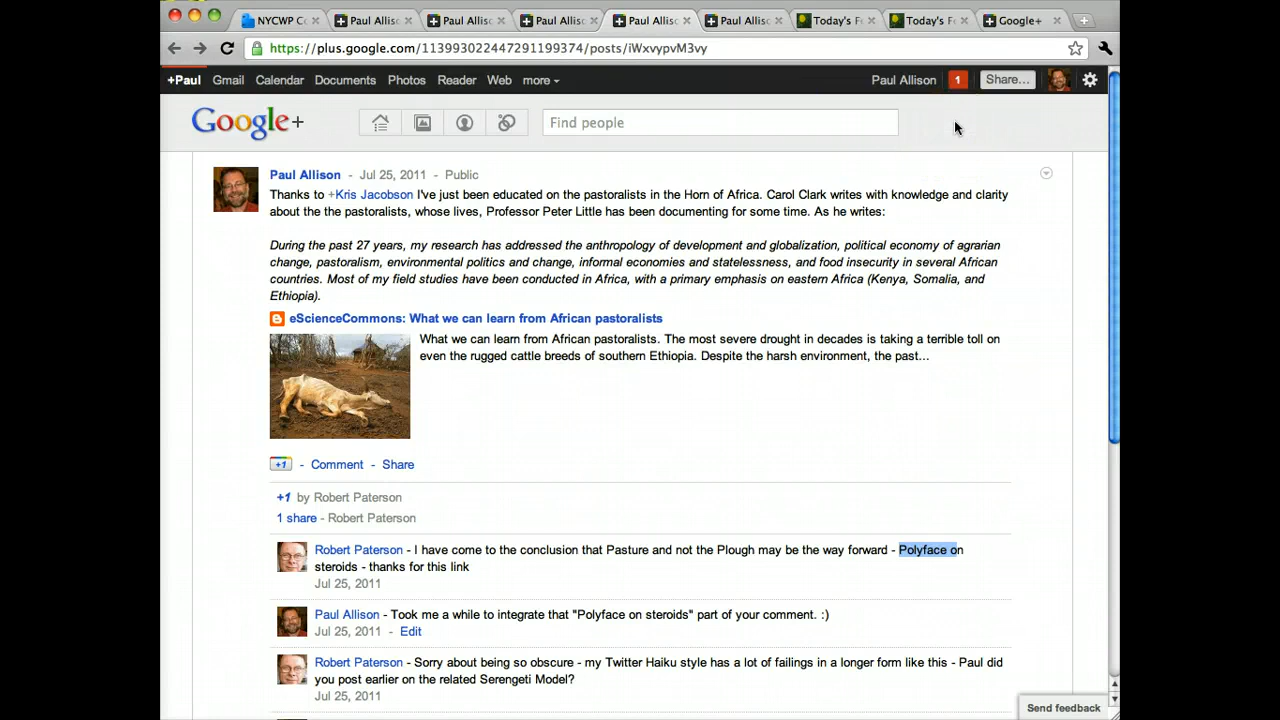 NYCWP Co
Paul Alliso
Paul Alliso
Paul Alliso
Paul Alliso
Paul Alliso
Today's Fe
Today's Fe
Google+
https://plus.google.com/113993022447291199374/posts/iWxvypvM3vy
+Paul Gmail Calendar Documents Photos Reader Web more
Paul Allison 1 Share...
Google+
Find people
Paul Allison - Jul 25, 2011 - Public
Thanks to +Kris Jacobson I've just been educated on the pastoralists in the Horn of Africa. Carol Clark writes with knowledge and clarity
about the the pastoralists, whose lives, Professor Peter Little has been documenting for some time. As he writes:
During the past 27 years, my research has addressed the anthropology of development and globalization, political economy of agrarian
change, pastoralism, environmental politics and change, informal economies and statelessness, and food insecurity in several African
countries. Most of my field studies have been conducted in Africa, with a primary emphasis on eastern Africa (Kenya, Somalia, and
Ethiopia).
eScienceCommons: What we can learn from African pastoralists
What we can learn from African pastoralists. The most severe drought in decades is taking a terrible toll on
even the rugged cattle breeds of southern Ethiopia. Despite the harsh environment, the past...
+1 - Comment - Share
+1 by Robert Paterson
1 share - Robert Paterson
Robert Paterson - I have come to the conclusion that Pasture and not the Plough may be the way forward - Polyface on
steroids - thanks for this link
Jul 25, 2011
Paul Allison - Took me a while to integrate that "Polyface on steroids" part of your comment. :)
Jul 25, 2011 - Edit
Robert Paterson - Sorry about being so obscure - my Twitter Haiku style has a lot of failings in a longer form like this - Paul did
you post earlier on the related Serengeti Model?
Jul 25, 2011
Send feedback